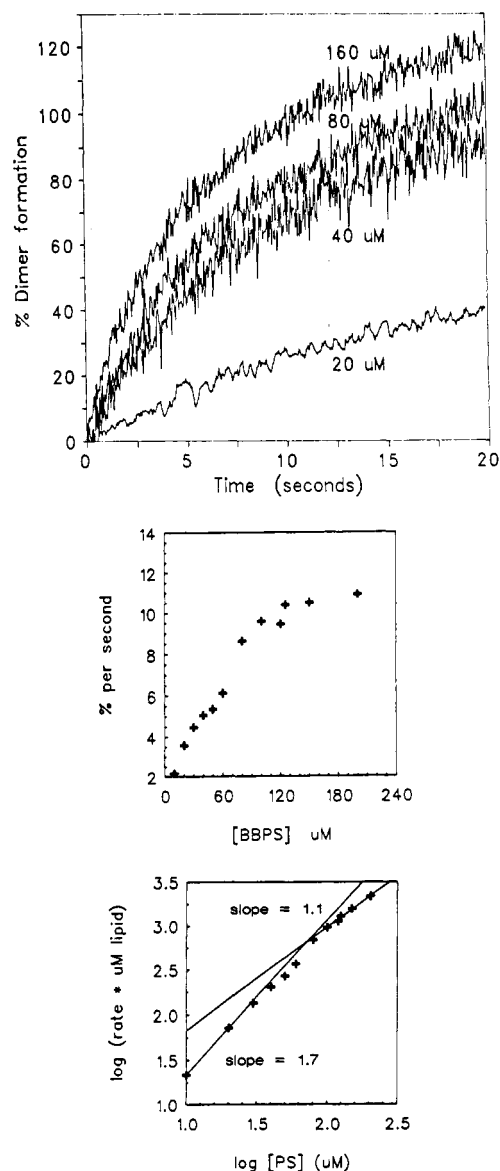 120
100
80
60
40
20
0
% Dimer formation
160 uM
80 uM
40 uM
20 uM
0 5 10 15 20
Time (seconds)
14
12
10
8
6
4
2
% per second
0 60 120 180 240
[BBPS] uM
3.5
3.0
2.5
2.0
1.5
1.0
log (rate * uM lipid)
slope = 1.1
slope = 1.7
1.0 1.5 2.0 2.5
log [PS] (uM)